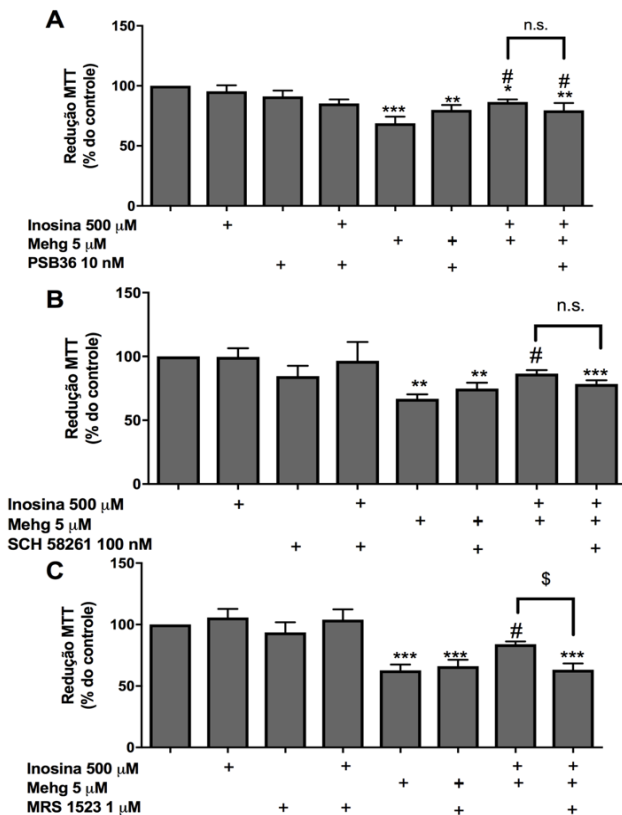 A
Redução MTT
(% do controle)
150
100
50
0
n.s.
***
**
#
*
#
**
Inosina 500 μM + + + +
Mehg 5 μM + + + +
PSB36 10 nM + + + +
B
Redução MTT
(% do controle)
150
100
50
0
n.s.
**
**
#
***
Inosina 500 μM + + + +
Mehg 5 μM + + + +
SCH 58261 100 nM + + + +
C
Redução MTT
(% do controle)
150
100
50
0
$
***
***
#
***
Inosina 500 μM + + + +
Mehg 5 μM + + + +
MRS 1523 1 μM + + + +